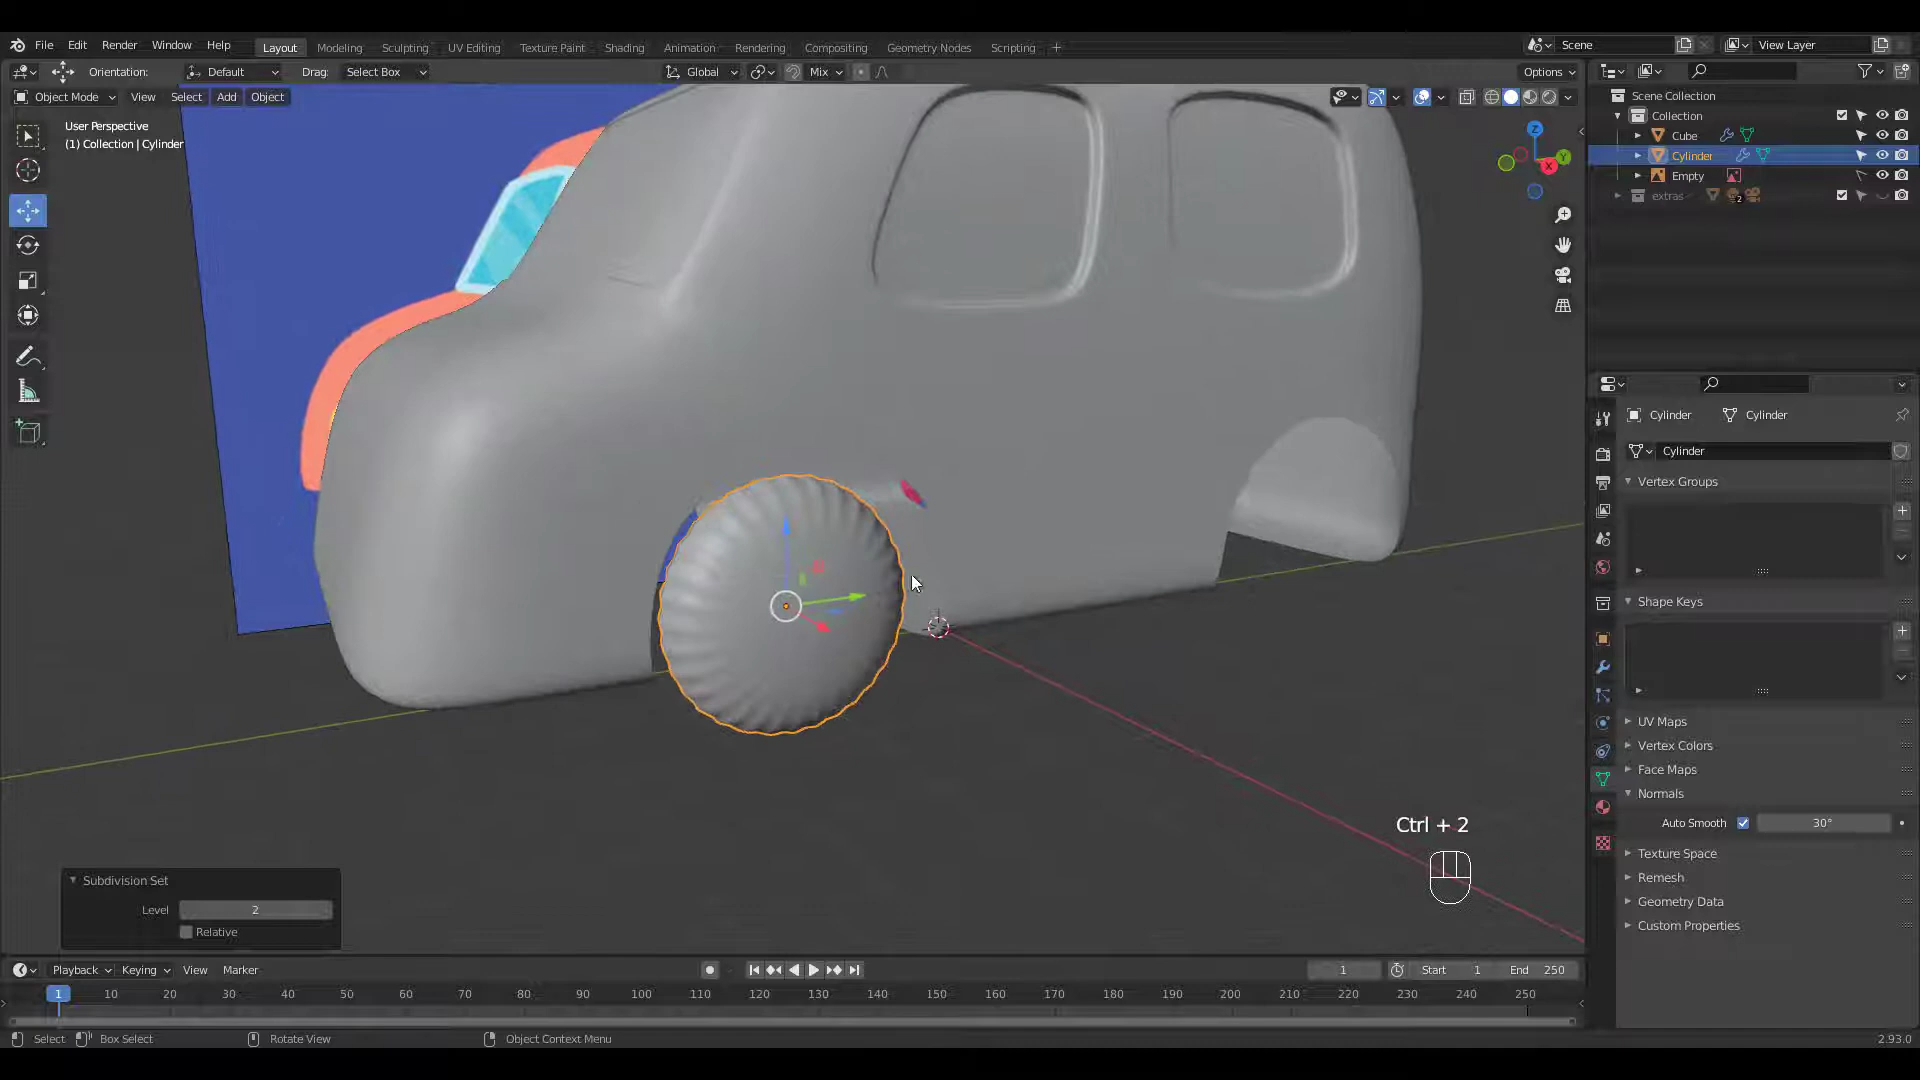 File Edit Render Window Help Layout Modeling Sculpting UV Editing Texture Paint Shading Animation Rendering Compositing Geometry Nodes Scripting + Scene View Layer
Orientation: Default Drag: Select Box Global Mix Options
Object Mode View Select Add Object
Scene Collection
Collection
Cube
Cylinder
Empty
extras 2
User Perspective
(1) Collection | Cylinder
Z
Y
X
Cylinder Cylinder
Cylinder
Vertex Groups
Shape Keys
UV Maps
Vertex Colors
Face Maps
Normals
Auto Smooth 30°
Texture Space
Remesh
Geometry Data
Custom Properties
Ctrl + 2
Subdivision Set
Level 2
Relative
Playback Keying View Marker 1 Start 1 End 250
1 10 20 30 40 50 60 70 80 90 100 110 120 130 140 150 160 170 180 190 200 210 220 230 240 250
Select Box Select Rotate View Object Context Menu 2.93.0